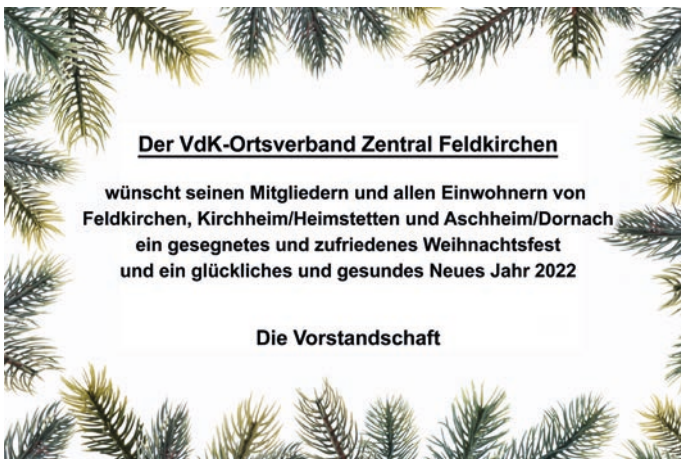 Der VdK-Ortsverband Zentral Feldkirchen
wünscht seinen Mitgliedern und allen Einwohnern von
Feldkirchen, Kirchheim/Heimstetten und Aschheim/Dornach
ein gesegnetes und zufriedenes Weihnachtsfest
und ein glückliches und gesundes Neues Jahr 2022
Die Vorstandschaft